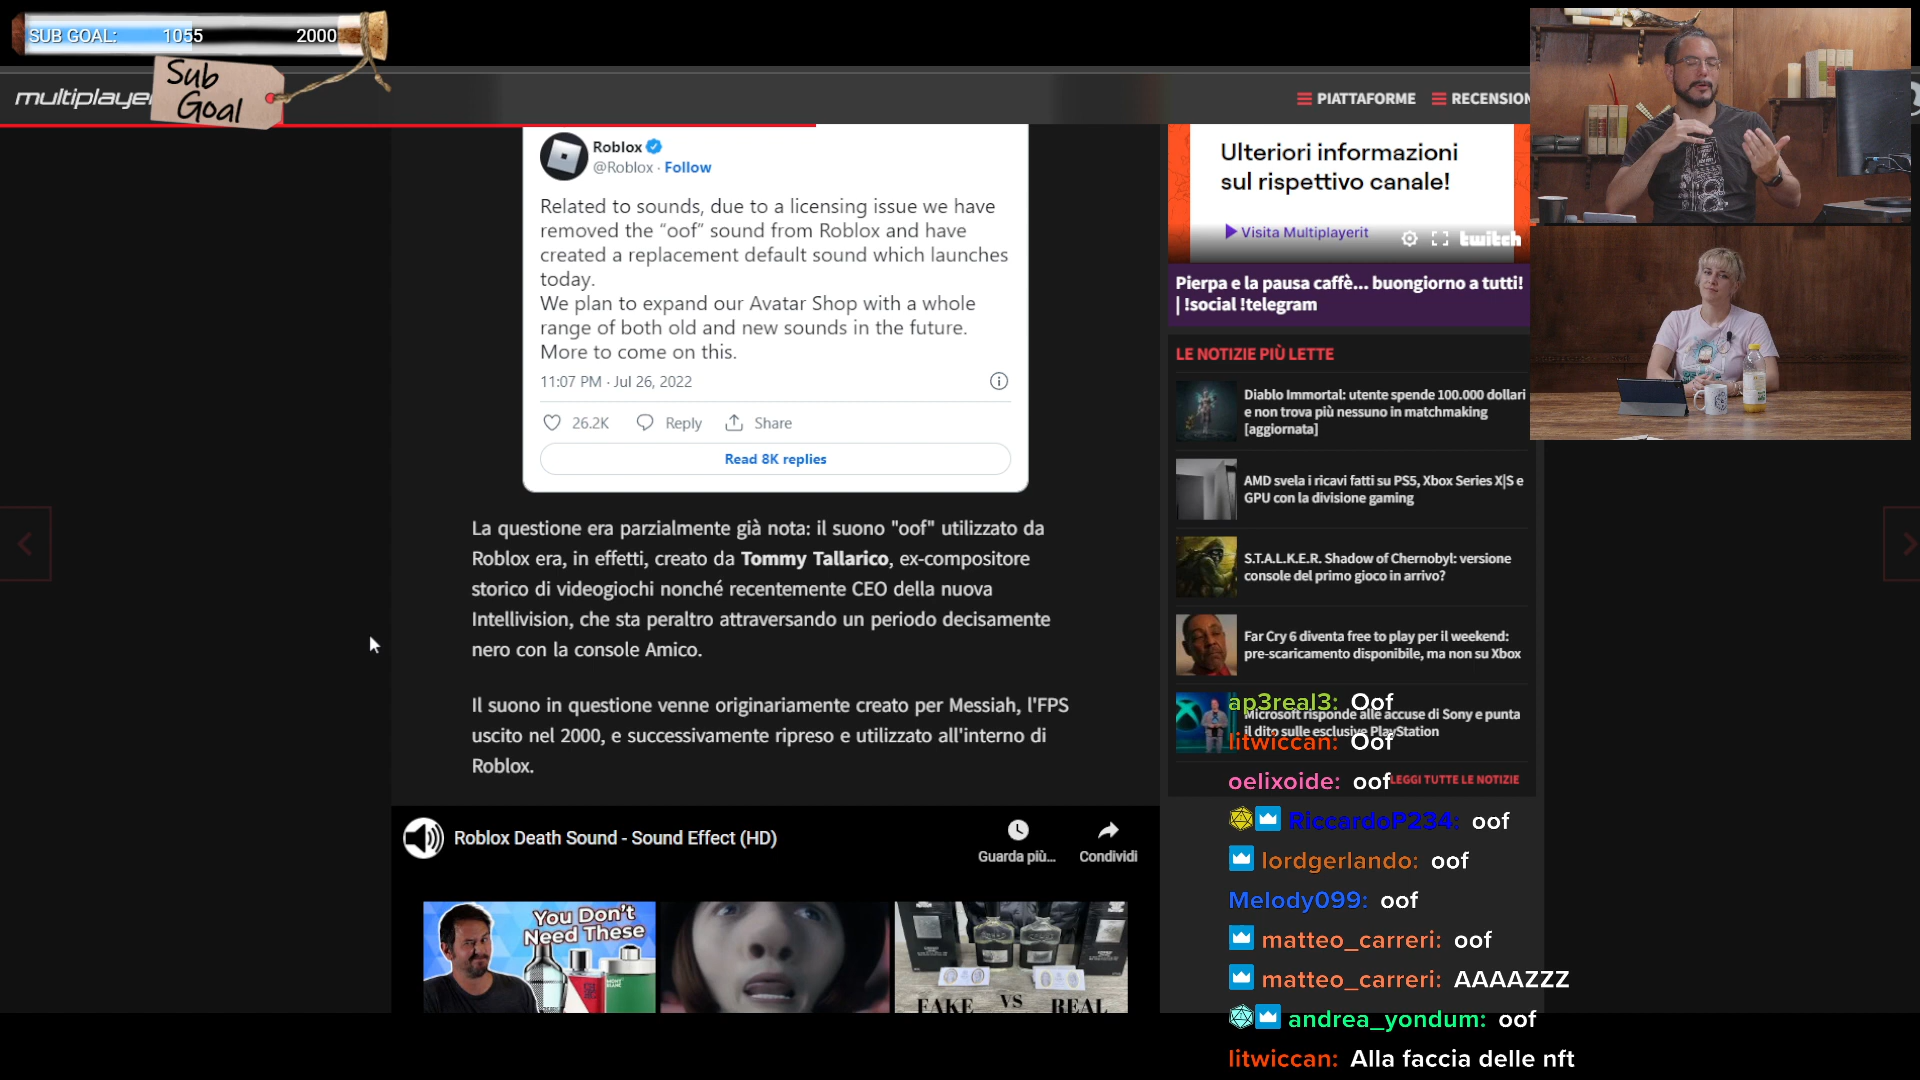 SUB GOAL: 1055 2000
Sub
Goal
multiplayer
PIATTAFORME
RECENSION
Roblox
@Roblox · Follow
Related to sounds, due to a licensing issue we have
removed the “oof” sound from Roblox and have
created a replacement default sound which launches
today.
We plan to expand our Avatar Shop with a whole
range of both old and new sounds in the future.
More to come on this.
11:07 PM · Jul 26, 2022
26.2K Reply Share
Read 8K replies
La questione era parzialmente già nota: il suono "oof" utilizzato da
Roblox era, in effetti, creato da Tommy Tallarico, ex-compositore
storico di videogiochi nonché recentemente CEO della nuova
Intellivision, che sta peraltro attraversando un periodo decisamente
nero con la console Amico.
Il suono in questione venne originariamente creato per Messiah, l'FPS
uscito nel 2000, e successivamente ripreso e utilizzato all'interno di
Roblox.
Roblox Death Sound - Sound Effect (HD)
Guarda più...
Condividi
You Don't
Need These
FAKE VS REAL
Ulteriori informazioni
sul rispettivo canale!
Visita Multiplayerit
twitch
Pierpa e la pausa caffè... buongiorno a tutti!
| !social !telegram
LE NOTIZIE PIÙ LETTE
Diablo Immortal: utente spende 100.000 dollari
e non trova più nessuno in matchmaking
[aggiornata]
AMD svela i ricavi fatti su PS5, Xbox Series X|S e
GPU con la divisione gaming
S.T.A.L.K.E.R. Shadow of Chernobyl: versione
console del primo gioco in arrivo?
Far Cry 6 diventa free to play per il weekend:
pre-scaricamento disponibile, ma non su Xbox
Microsoft risponde alle accuse di Sony e punta
il dito sulle esclusive PlayStation
LEGGI TUTTE LE NOTIZIE
ap3real3: Oof
litwiccan: Oof
oelixoide: oof
RiccardoP234: oof
lordgerlando: oof
Melody099: oof
matteo_carreri: oof
matteo_carreri: AAAAZZZ
andrea_yondum: oof
litwiccan: Alla faccia delle nft